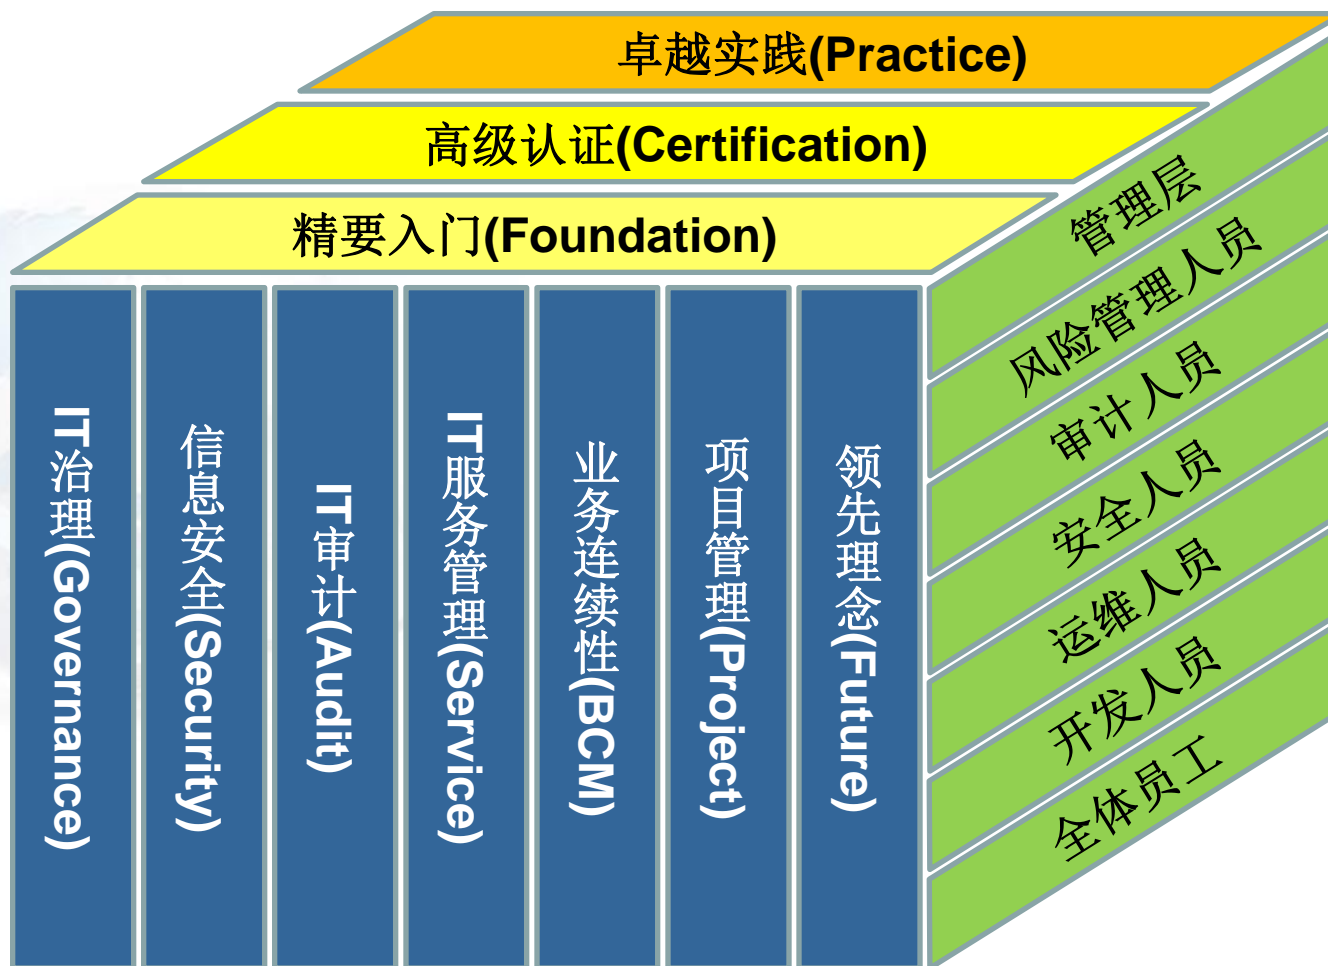 卓越实践(Practice)
高级认证(Certification)
精要入门(Foundation)
IT治理(Governance)
信息安全(Security)
IT审计(Audit)
IT服务管理(Service)
业务连续性(BCM)
项目管理(Project)
领先理念(Future)
管理层
风险管理人员
审计人员
安全人员
运维人员
开发人员
全体员工